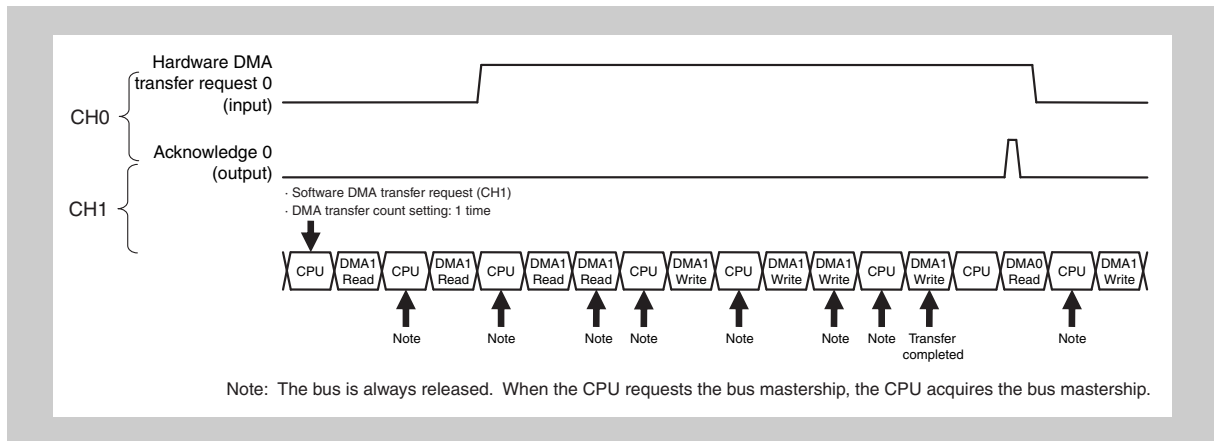 Hardware DMA
transfer request 0
(input)
CH0
Acknowledge 0
(output)
CH1
· Software DMA transfer request (CH1)
· DMA transfer count setting: 1 time
CPU
DMA1
Read
CPU
DMA1
Read
CPU
DMA1
Read
DMA1
Read
CPU
DMA1
Write
CPU
DMA1
Write
DMA1
Write
CPU
DMA1
Write
CPU
DMA0
Read
CPU
DMA1
Write
Note
Note
Note
Note
Note
Note
Note
Transfer
completed
Note
Note: The bus is always released. When the CPU requests the bus mastership, the CPU acquires the bus mastership.